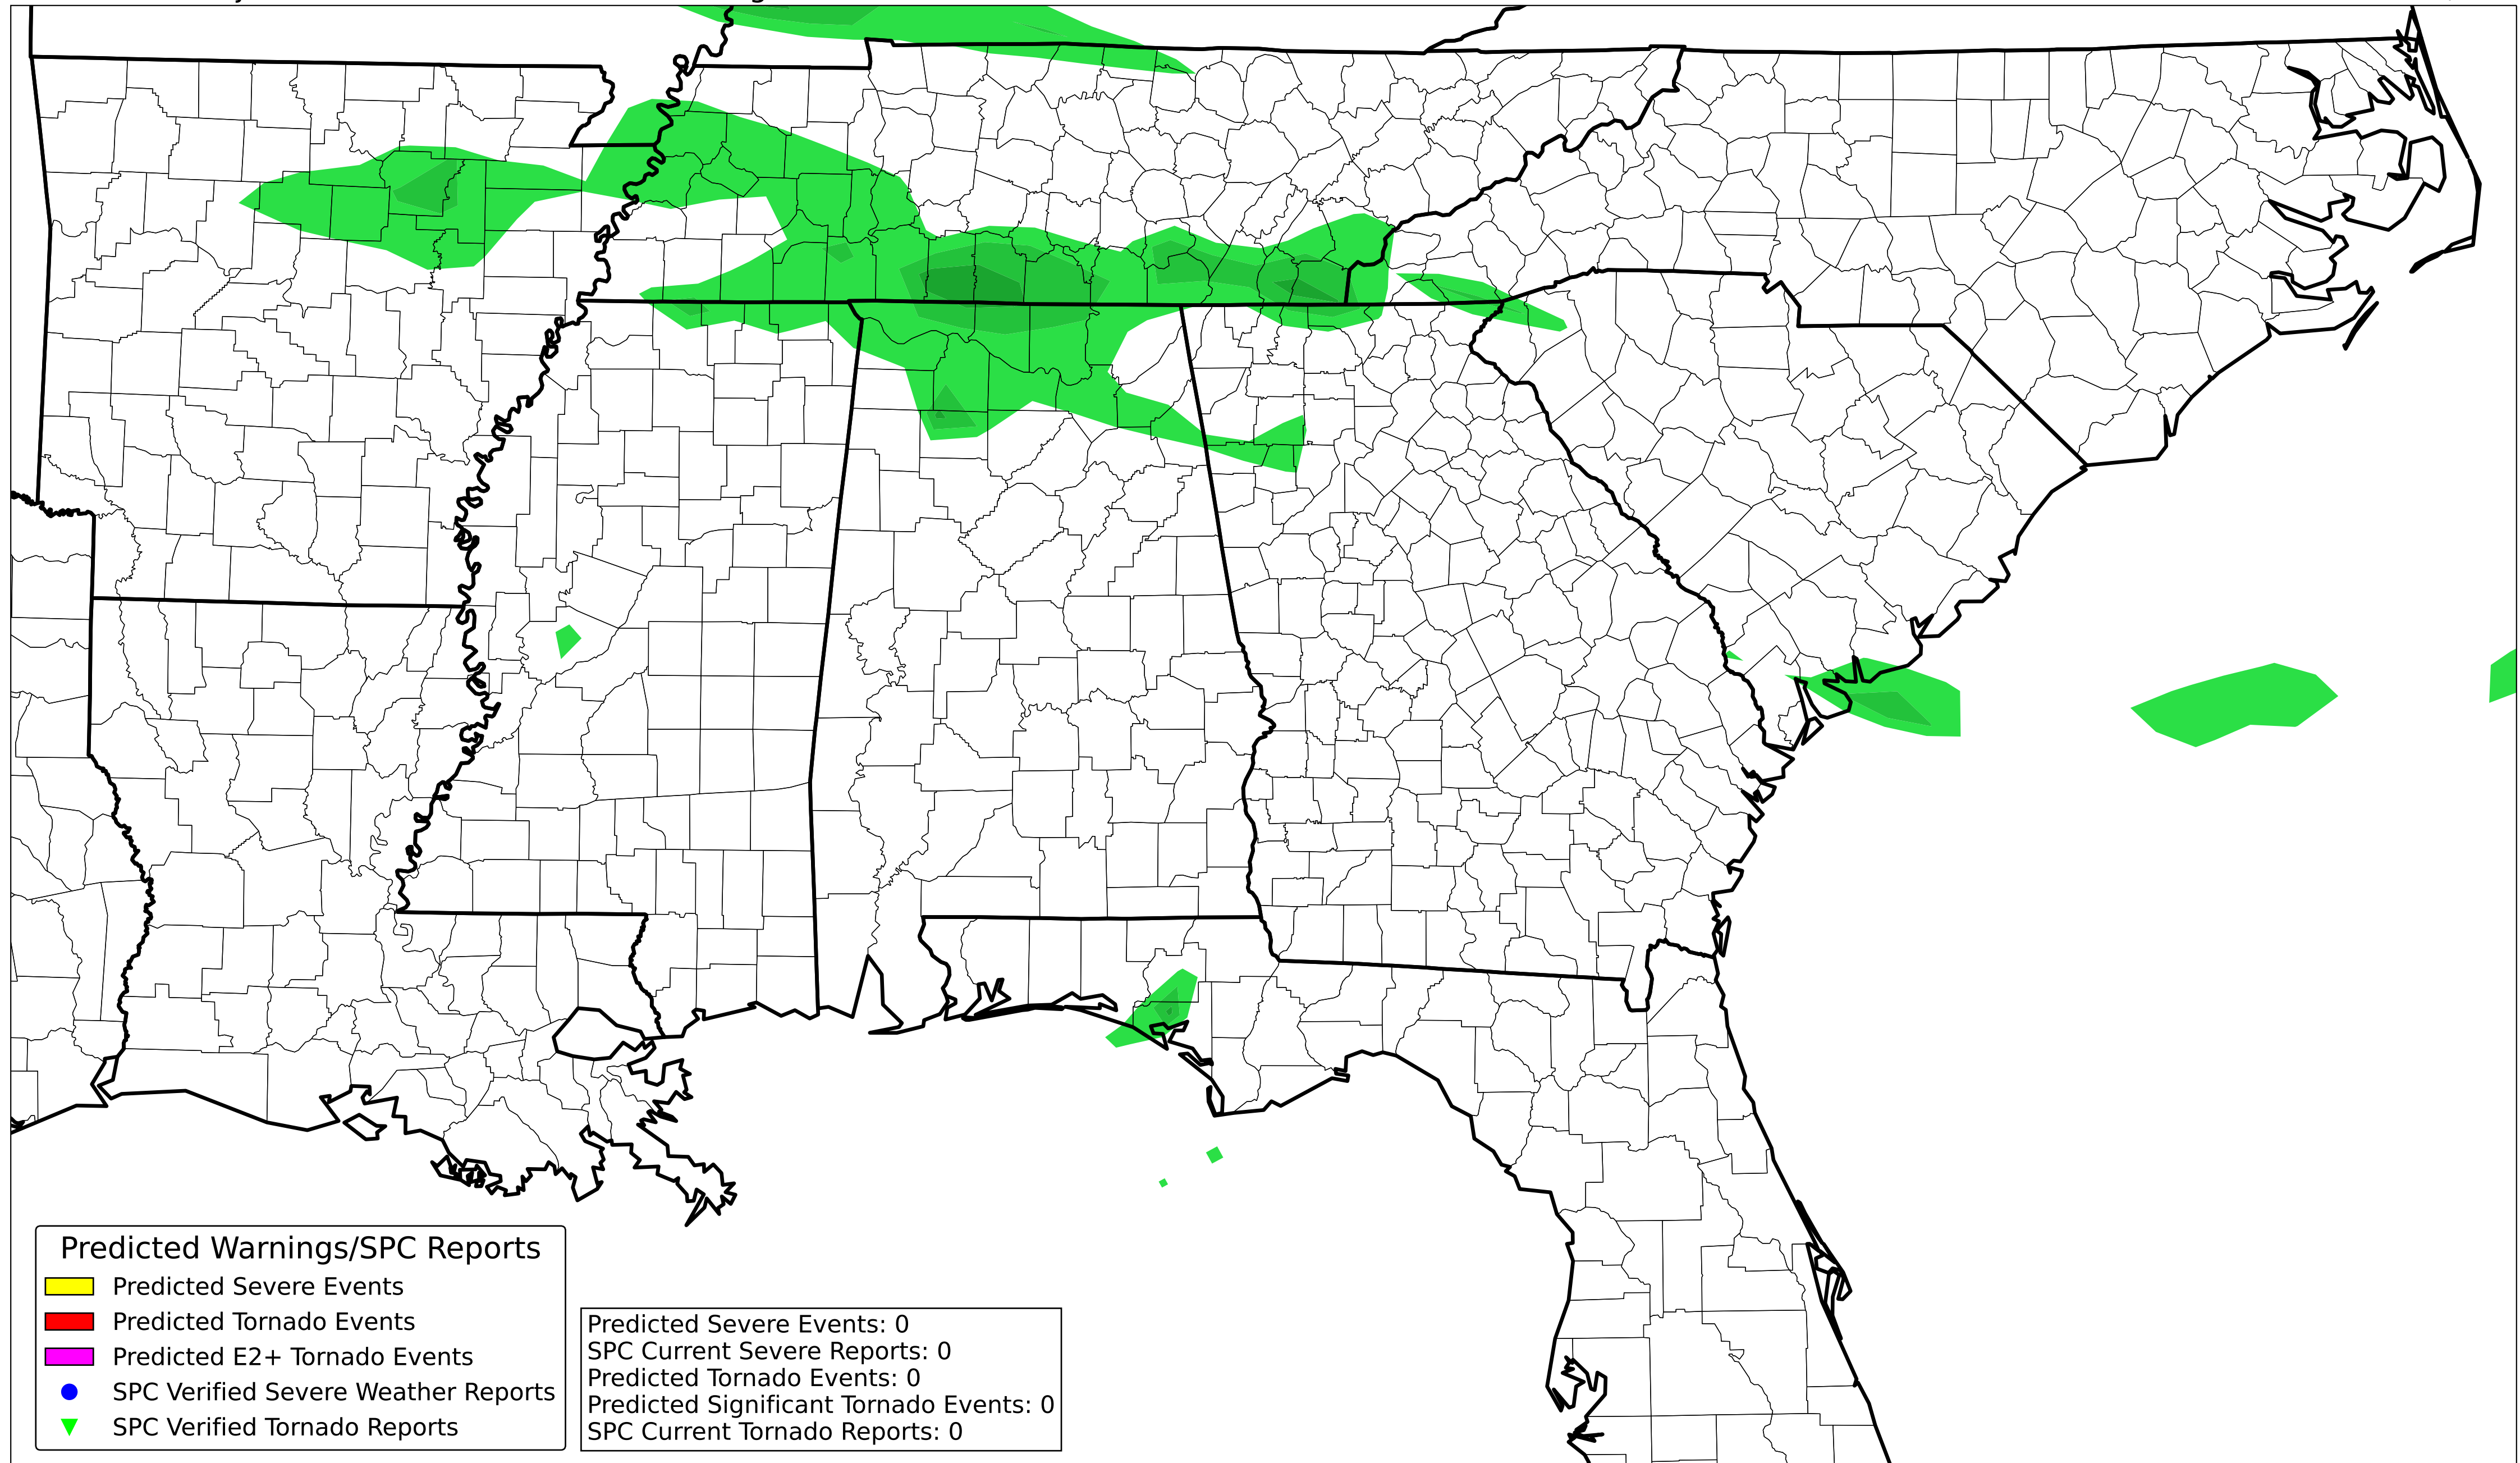 Predicted Warnings/SPC Reports
Predicted Severe Events
Predicted Tornado Events
Predicted E2+ Tornado Events
SPC Verified Severe Weather Reports
SPC Verified Tornado Reports
Predicted Severe Events: 0
SPC Current Severe Reports: 0
Predicted Tornado Events: 0
Predicted Significant Tornado Events: 0
SPC Current Tornado Reports: 0